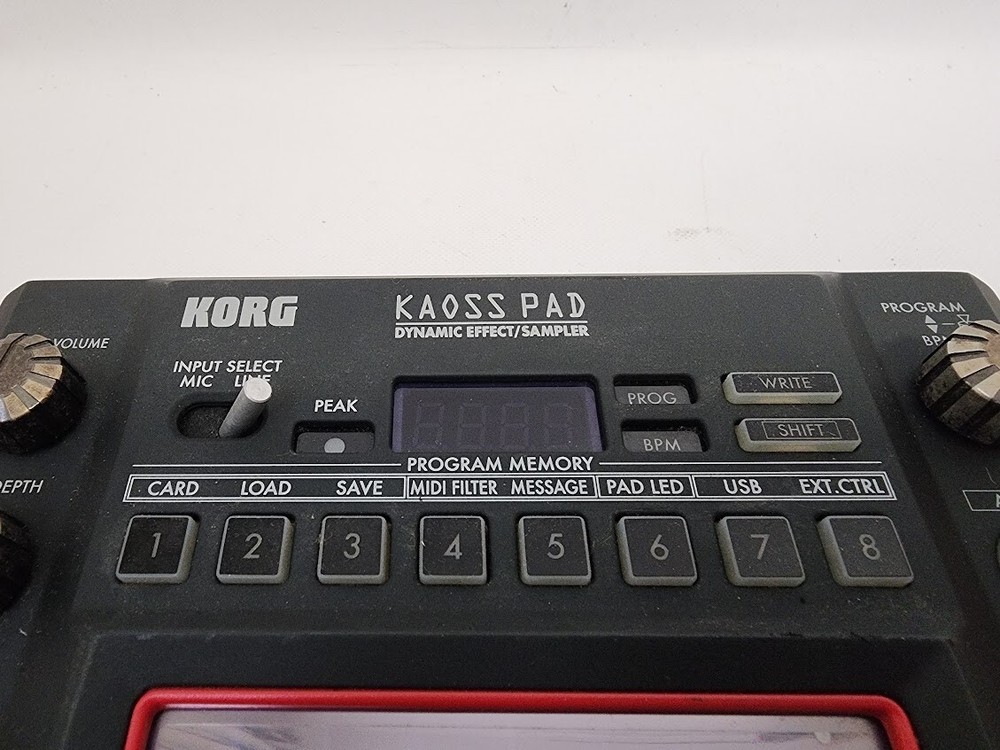 KORG
KAOSS PAD
DYNAMIC EFFECT/SAMPLER
PROGRAM
VOLUME
INPUT SELECT
MIC LINE
PEAK
PROG
BPM
WRITE
SHIFT
PROGRAM MEMORY
CARD LOAD SAVE MIDI FILTER MESSAGE PAD LED USB EXT.CTRL
1 2 3 4 5 6 7 8